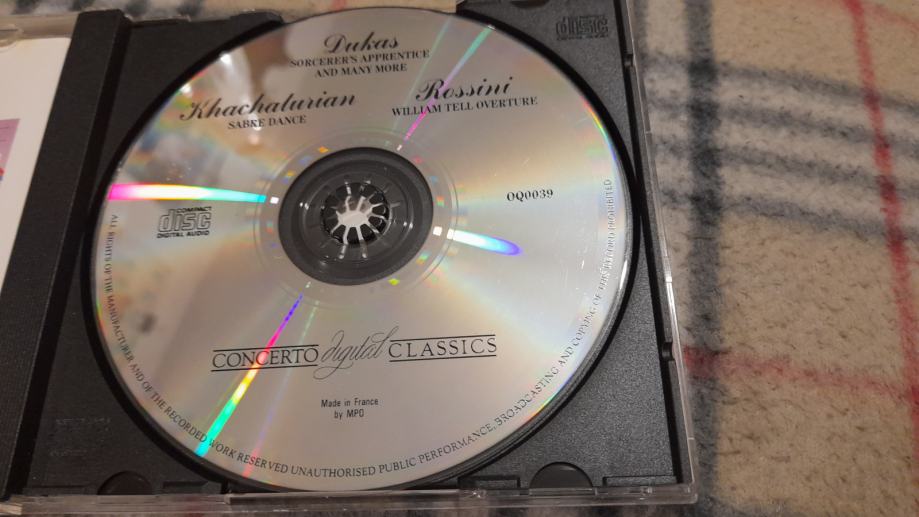 Dukas
SORCERER'S APPRENTICE
AND MANY MORE
Khachaturian
SABRE DANCE
Rossini
WILLIAM TELL OVERTURE
OQ0039
COMPACT
disc
DIGITAL AUDIO
CONCERTO digital CLASSICS
Made in France
by MPO
ALL RIGHTS OF THE MANUFACTURER AND OF THE RECORDED WORK RESERVED UNAUTHORISED PUBLIC PERFORMANCE, BROADCASTING AND COPYING OF THIS RECORD PROHIBITED
disc